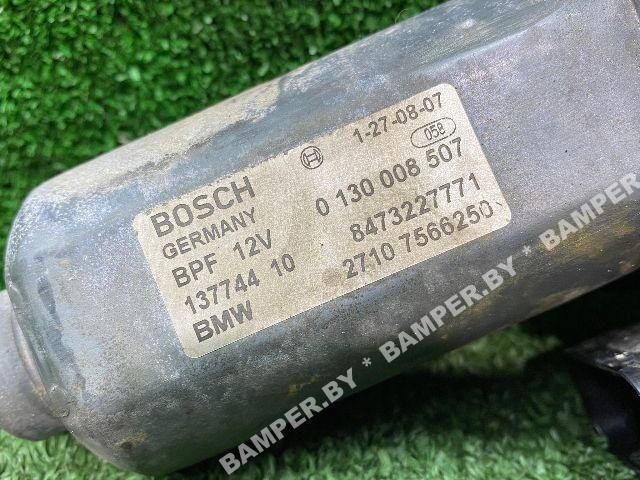 1-27-08-07
058
BOSCH 0 130 008 507
GERMANY
BPF 12V 8473227771
137744 10 2710 7566250
BMW
BAMPER.BY * BAMPER.BY * BAMPER.BY